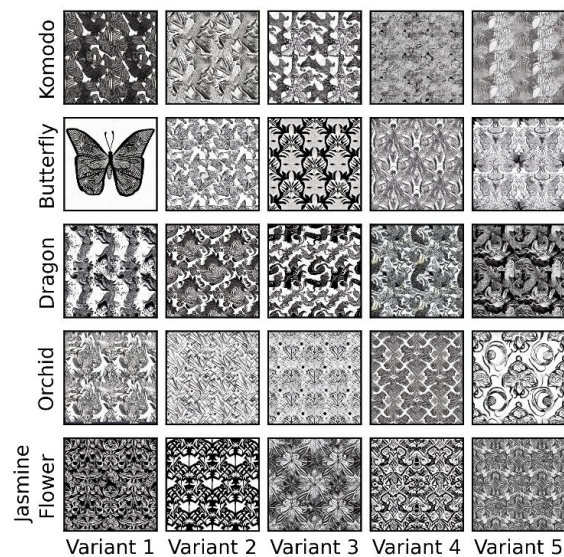 Komodo
Butterfly
Dragon
Orchid
Jasmine
Flower
Variant 1 Variant 2 Variant 3 Variant 4 Variant 5